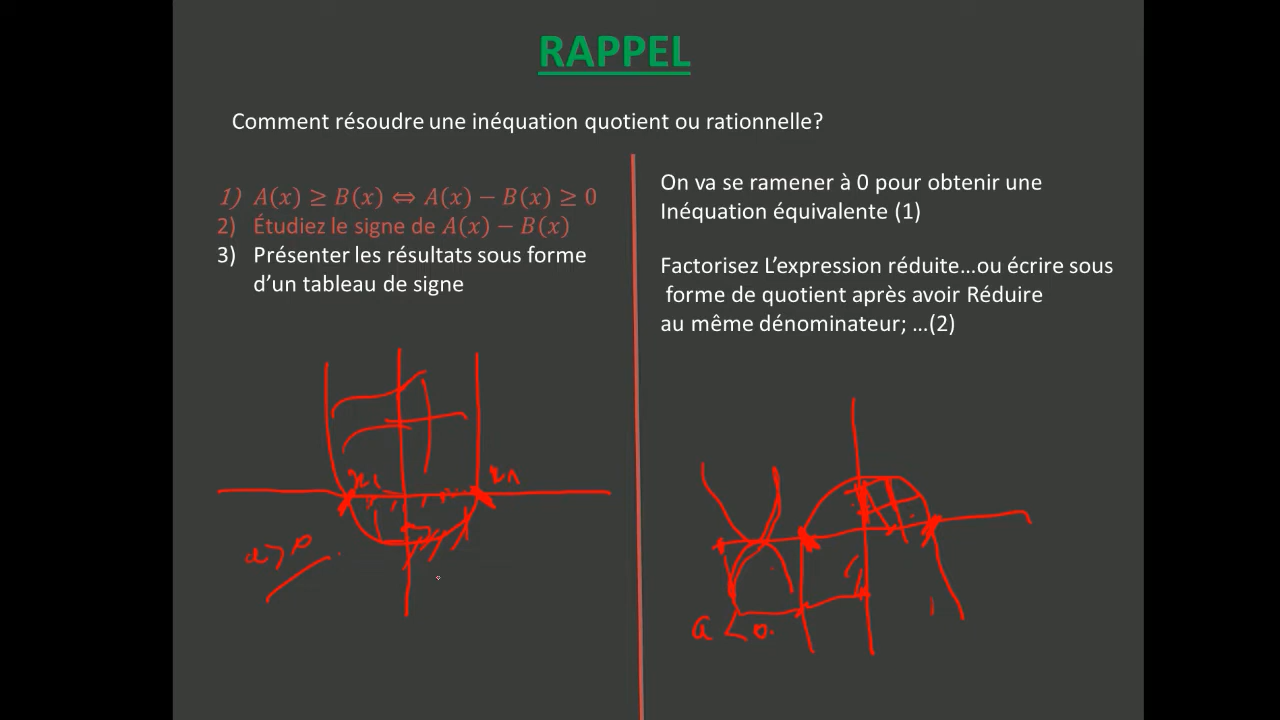 RAPPEL
Comment résoudre une inéquation quotient ou rationnelle?
1) A(x) ≥ B(x) ⇔ A(x) − B(x) ≥ 0
2) Étudiez le signe de A(x) − B(x)
3) Présenter les résultats sous forme
d'un tableau de signe
On va se ramener à 0 pour obtenir une
Inéquation équivalente (1)
Factorisez L'expression réduite...ou écrire sous
forme de quotient après avoir Réduire
au même dénominateur; ...(2)
a > 0
a < 0